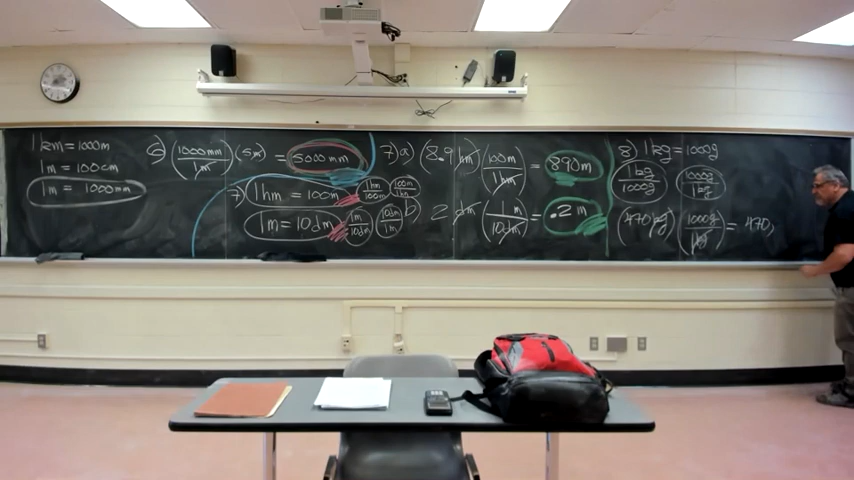 1km = 1000m
1m = 100cm
1m = 1000mm
6) (1000mm / 1m) (5m) = 5000mm
7) 1hm = 100m (1hm / 100m) (100m / 1hm)
1m = 10dm (1m / 10dm) (10dm / 1m)
7a) (8.9 hm) (100m / 1hm) = 890m
b) 2 dm (1m / 10dm) = .2 m
8) 1kg = 1000g
(1kg / 1000g) (1000g / 1kg)
(470 kg) (1000g / 1kg) = 470,